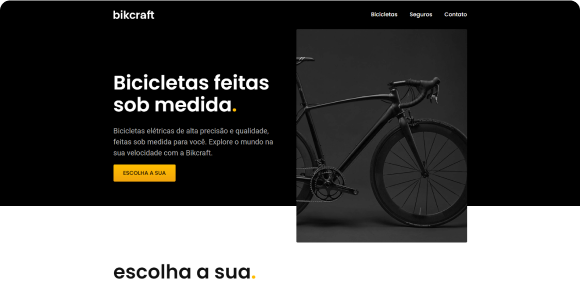 bikcraft
Bicicletas Seguros Contato
Bicicletas feitas
sob medida.
Bicicletas elétricas de alta precisão e qualidade,
feitas sob medida para você. Explore o mundo na
sua velocidade com a Bikcraft.
ESCOLHA A SUA
escolha a sua.